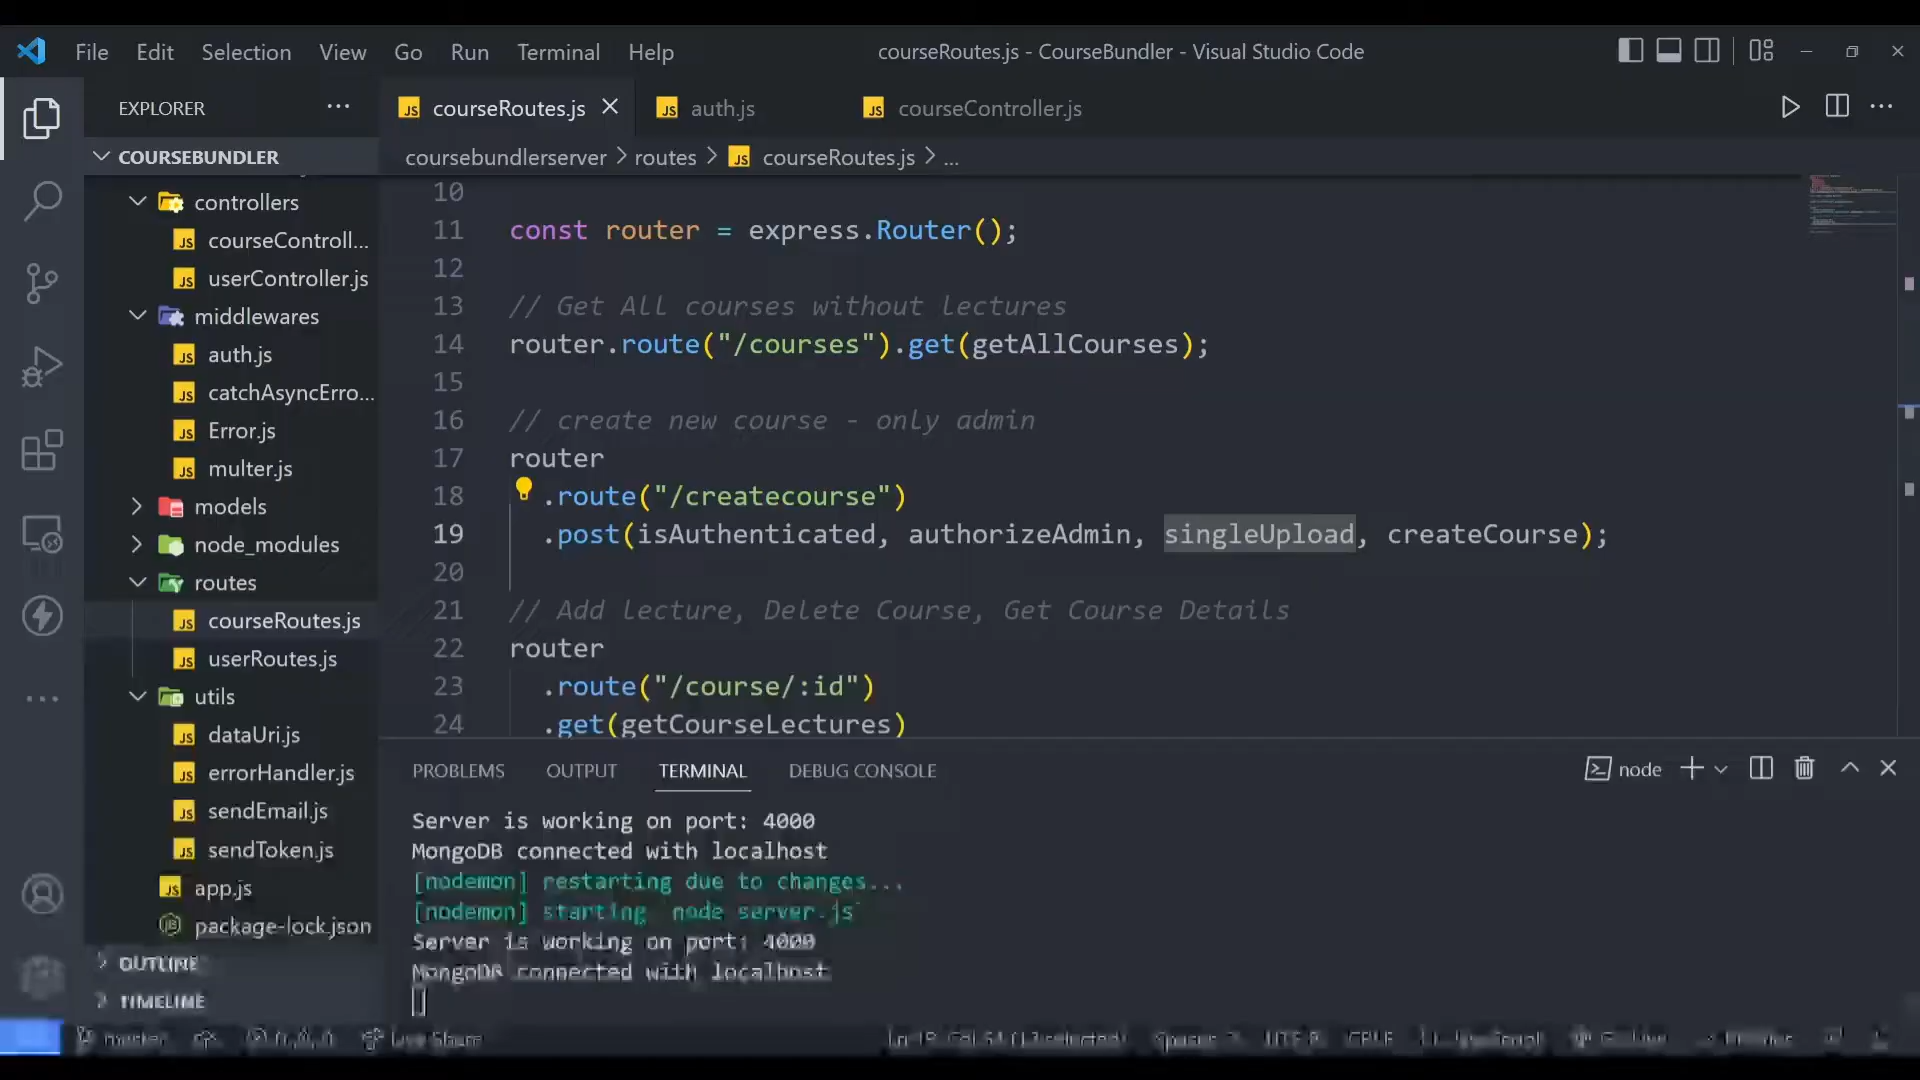 File Edit Selection View Go Run Terminal Help
courseRoutes.js - CourseBundler - Visual Studio Code
EXPLORER
courseRoutes.js
auth.js
courseController.js
COURSEBUNDLER
coursebundlerserver > routes > courseRoutes.js > ...
controllers
courseControll...
userController.js
middlewares
auth.js
catchAsyncErro...
Error.js
multer.js
models
node_modules
routes
courseRoutes.js
userRoutes.js
utils
dataUri.js
errorHandler.js
sendEmail.js
sendToken.js
app.js
package-lock.json
OUTLINE
TIMELINE
10
11 const router = express.Router();
12
13 // Get All courses without lectures
14 router.route("/courses").get(getAllCourses);
15
16 // create new course - only admin
17 router
18 .route("/createcourse")
19 .post(isAuthenticated, authorizeAdmin, singleUpload, createCourse);
20
21 // Add lecture, Delete Course, Get Course Details
22 router
23 .route("/course/:id")
24 .get(getCourseLectures)
PROBLEMS OUTPUT TERMINAL DEBUG CONSOLE
node
Server is working on port: 4000
MongoDB connected with localhost
[nodemon] restarting due to changes...
[nodemon] starting `node server.js`
Server is working on port: 4000
MongoDB connected with localhost
master
Live Share